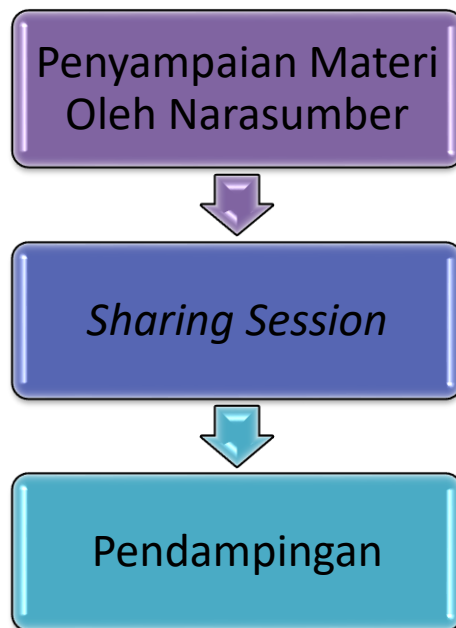 Penyampaian Materi
Oleh Narasumber
Sharing Session
Pendampingan